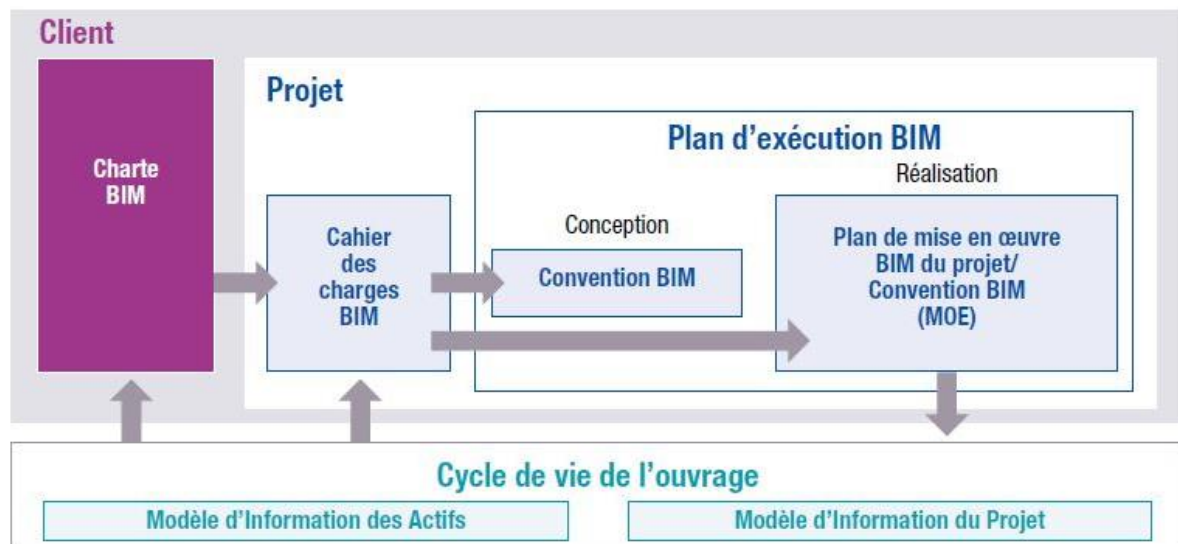 Client
Charte
BIM
Projet
Cahier
des
charges
BIM
Plan d'exécution BIM
Conception
Convention BIM
Réalisation
Plan de mise en œuvre
BIM du projet/
Convention BIM
(MOE)
Cycle de vie de l'ouvrage
Modèle d'Information des Actifs
Modèle d'Information du Projet